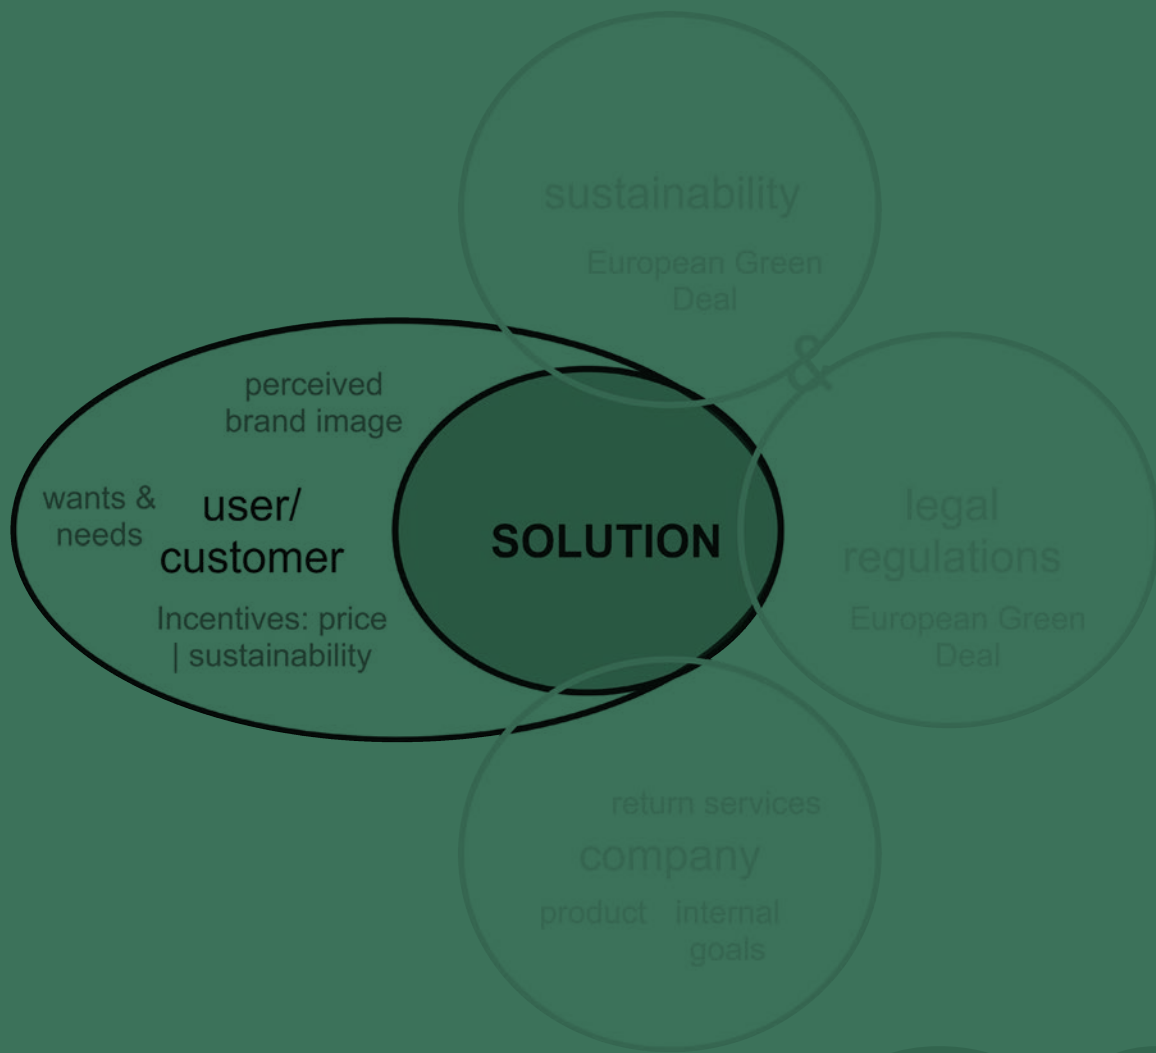 sustainability
European Green
Deal
&
perceived
brand image
wants &
needs
user/
customer
Incentives: price
| sustainability
SOLUTION
legal
regulations
European Green
Deal
return services
company
product
internal
goals